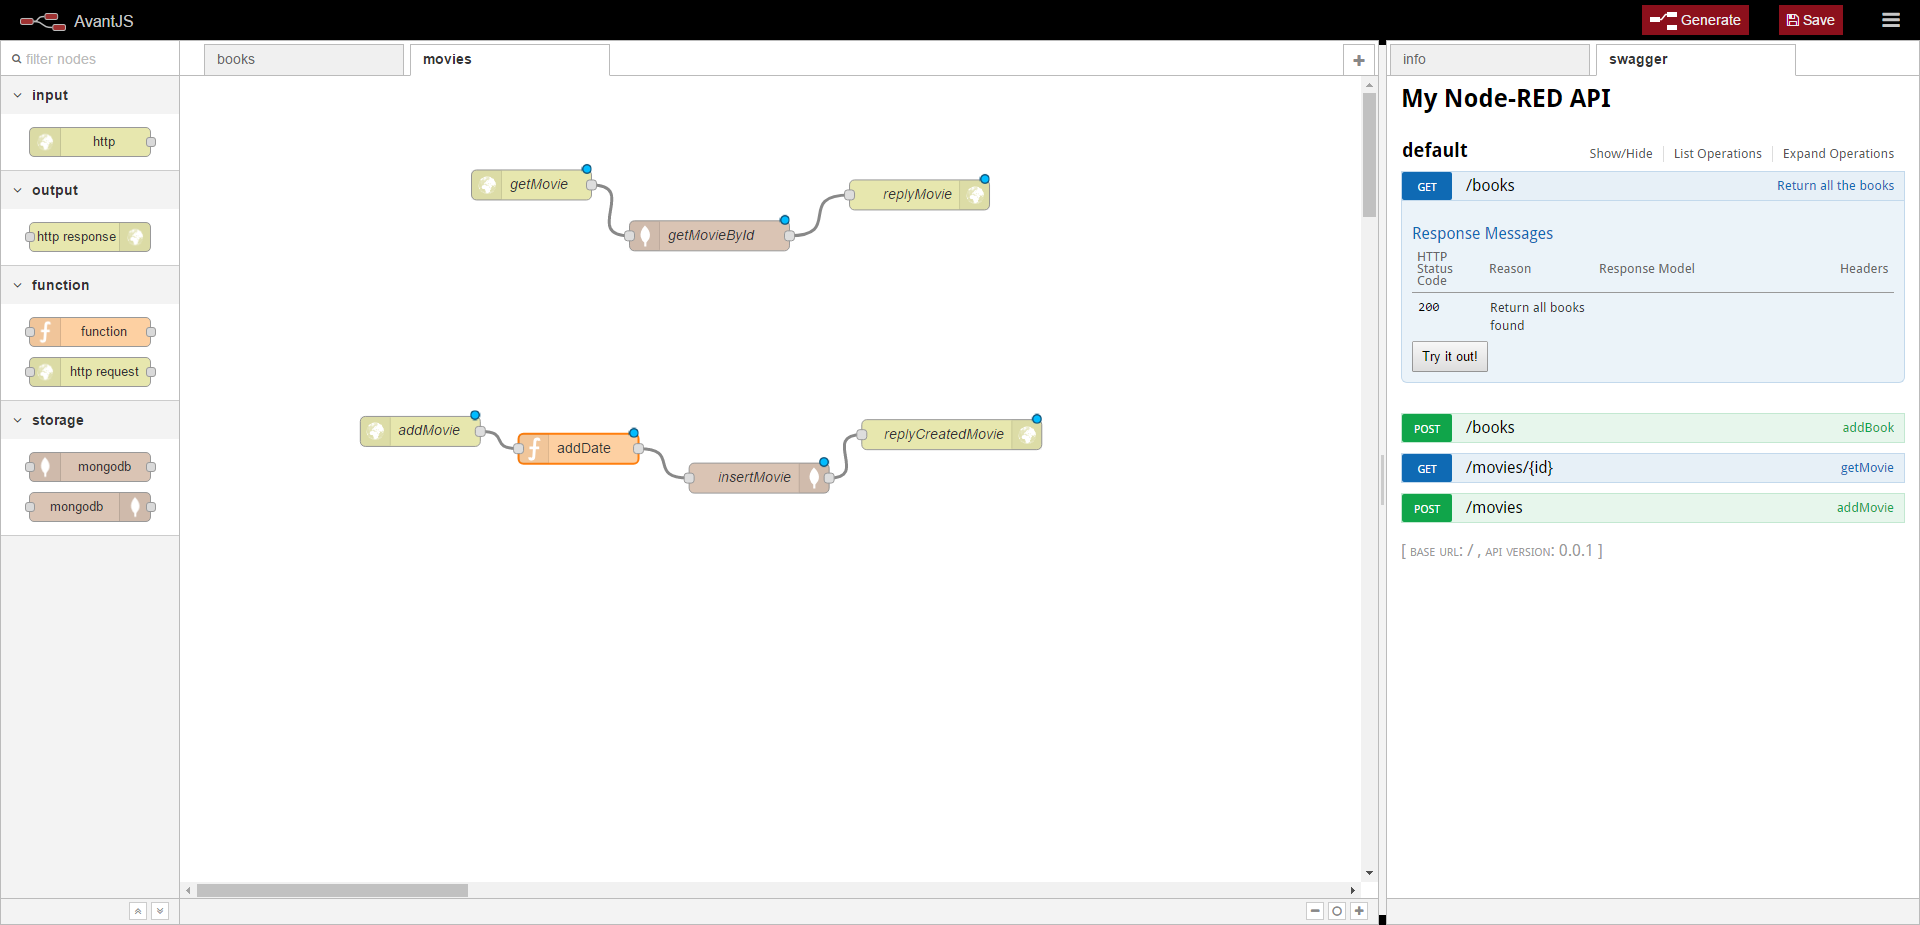 AvantJS
Generate
Save
filter nodes
input
http
output
http response
function
function
http request
storage
mongodb
mongodb
books
movies
getMovie
getMovieById
replyMovie
addMovie
addDate
insertMovie
replyCreatedMovie
info
swagger
My Node-RED API
default
Show/Hide
List Operations
Expand Operations
GET /books Return all the books
Response Messages
HTTP Status Code
Reason
Response Model
Headers
200
Return all books
found
Try it out!
POST /books addBook
GET /movies/{id} getMovie
POST /movies addMovie
[ BASE URL: / , API VERSION: 0.0.1 ]